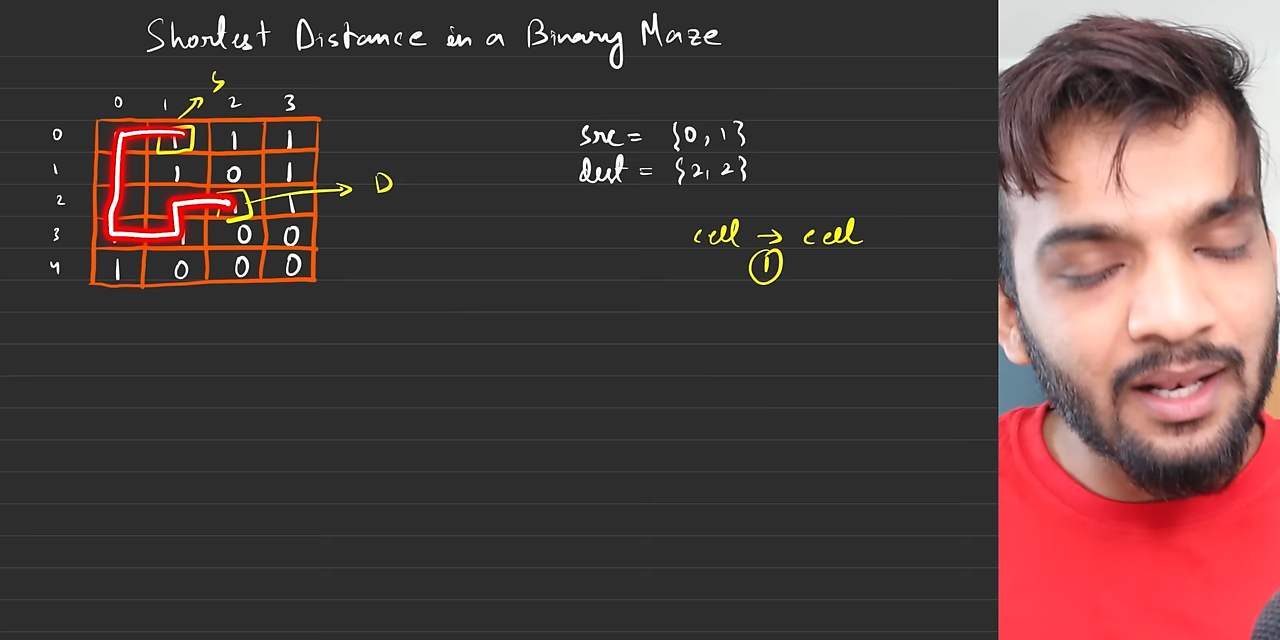 Shortest Distance in a Binary Maze
S
0 1 2 3
0 1 1 1
1 1 0 1
2 1
3 1 0 0
4 1 0 0 0
D
src = {0, 1}
dest = {2, 2}
cell → cell
1